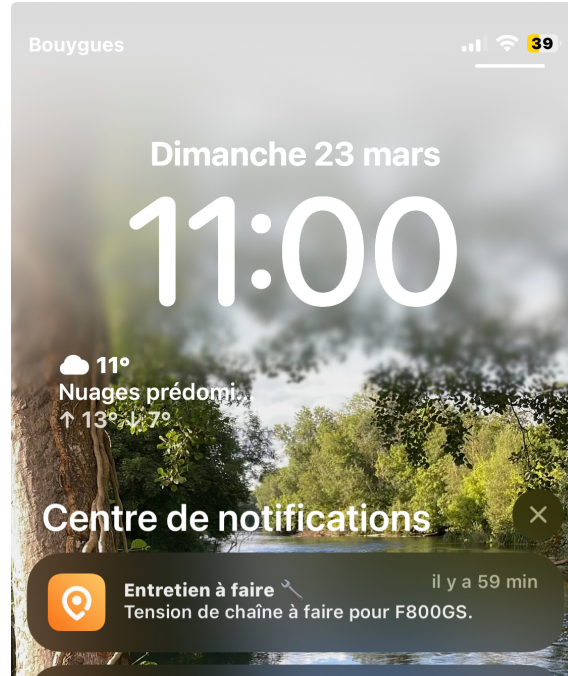 Bouygues
39
Dimanche 23 mars
11:00
11°
Nuages prédomi...
↑ 13° ↓ 7°
Centre de notifications
Entretien à faire 🔧
il y a 59 min
Tension de chaîne à faire pour F800GS.